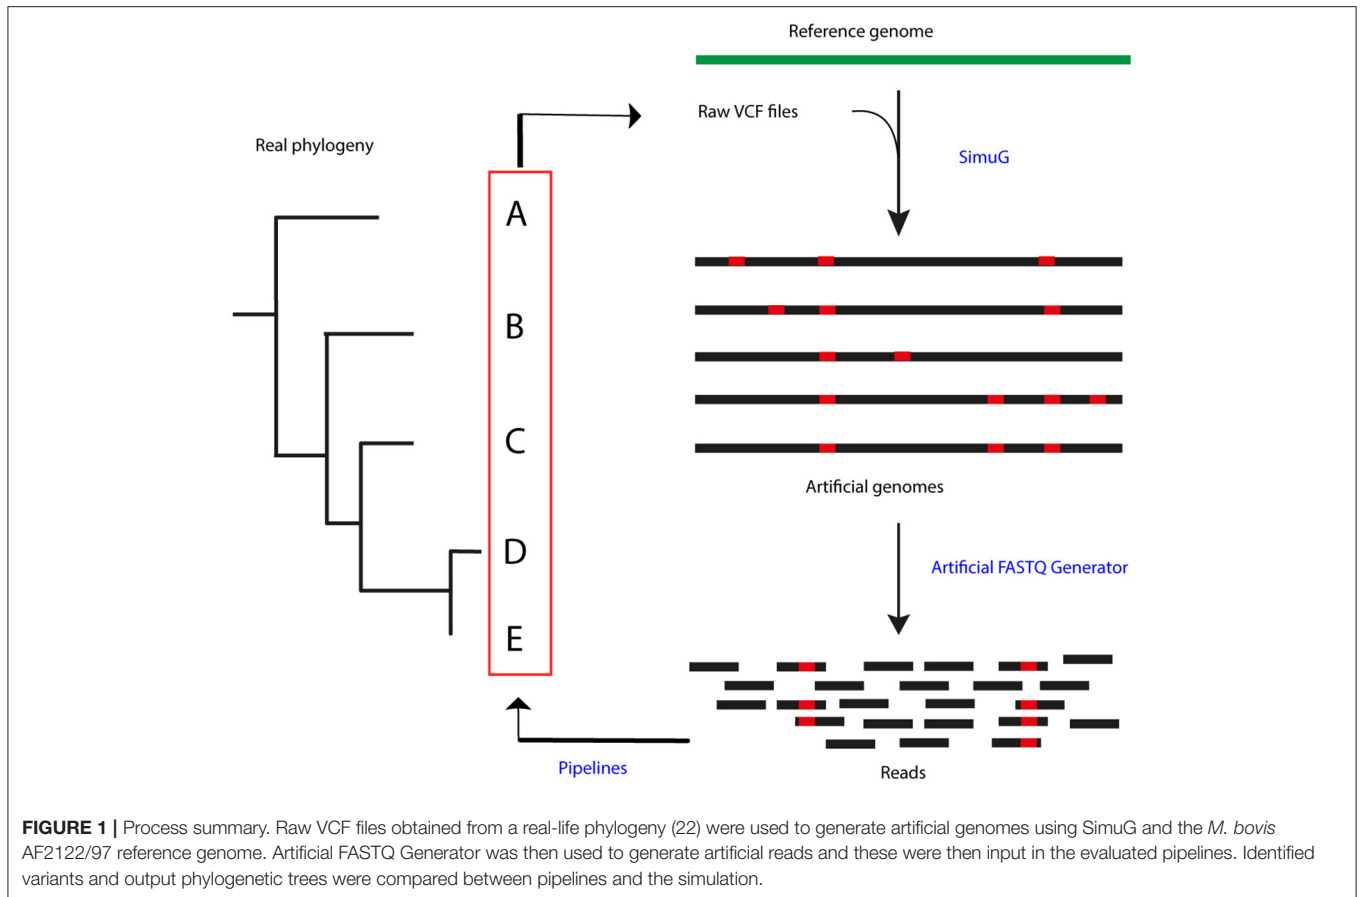 Reference genome
Raw VCF files
Real phylogeny
SimuG
A
B
C
D
E
Artificial genomes
Artificial FASTQ Generator
Pipelines
Reads
FIGURE 1 | Process summary. Raw VCF files obtained from a real-life phylogeny (22) were used to generate artificial genomes using SimuG and the M. bovis
AF2122/97 reference genome. Artificial FASTQ Generator was then used to generate artificial reads and these were then input in the evaluated pipelines. Identified
variants and output phylogenetic trees were compared between pipelines and the simulation.